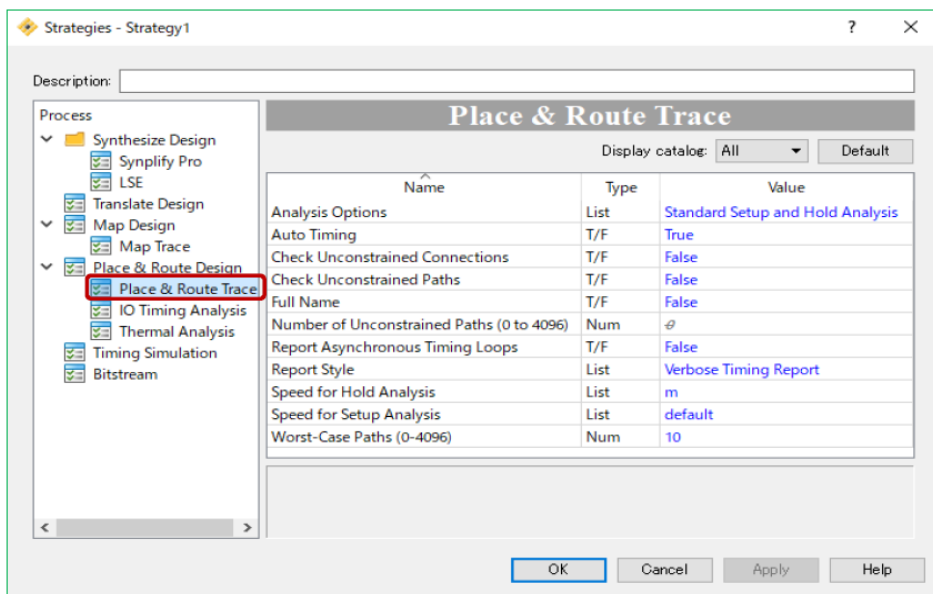 Strategies - Strategy1 ? ×
Description:
Process
Synthesize Design
Synplify Pro
LSE
Translate Design
Map Design
Map Trace
Place & Route Design
Place & Route Trace
IO Timing Analysis
Thermal Analysis
Timing Simulation
Bitstream
Place & Route Trace
Display catalog: All Default
Name Type Value
Analysis Options List Standard Setup and Hold Analysis
Auto Timing T/F True
Check Unconstrained Connections T/F False
Check Unconstrained Paths T/F False
Full Name T/F False
Number of Unconstrained Paths (0 to 4096) Num 0
Report Asynchronous Timing Loops T/F False
Report Style List Verbose Timing Report
Speed for Hold Analysis List m
Speed for Setup Analysis List default
Worst-Case Paths (0-4096) Num 10
OK Cancel Apply Help